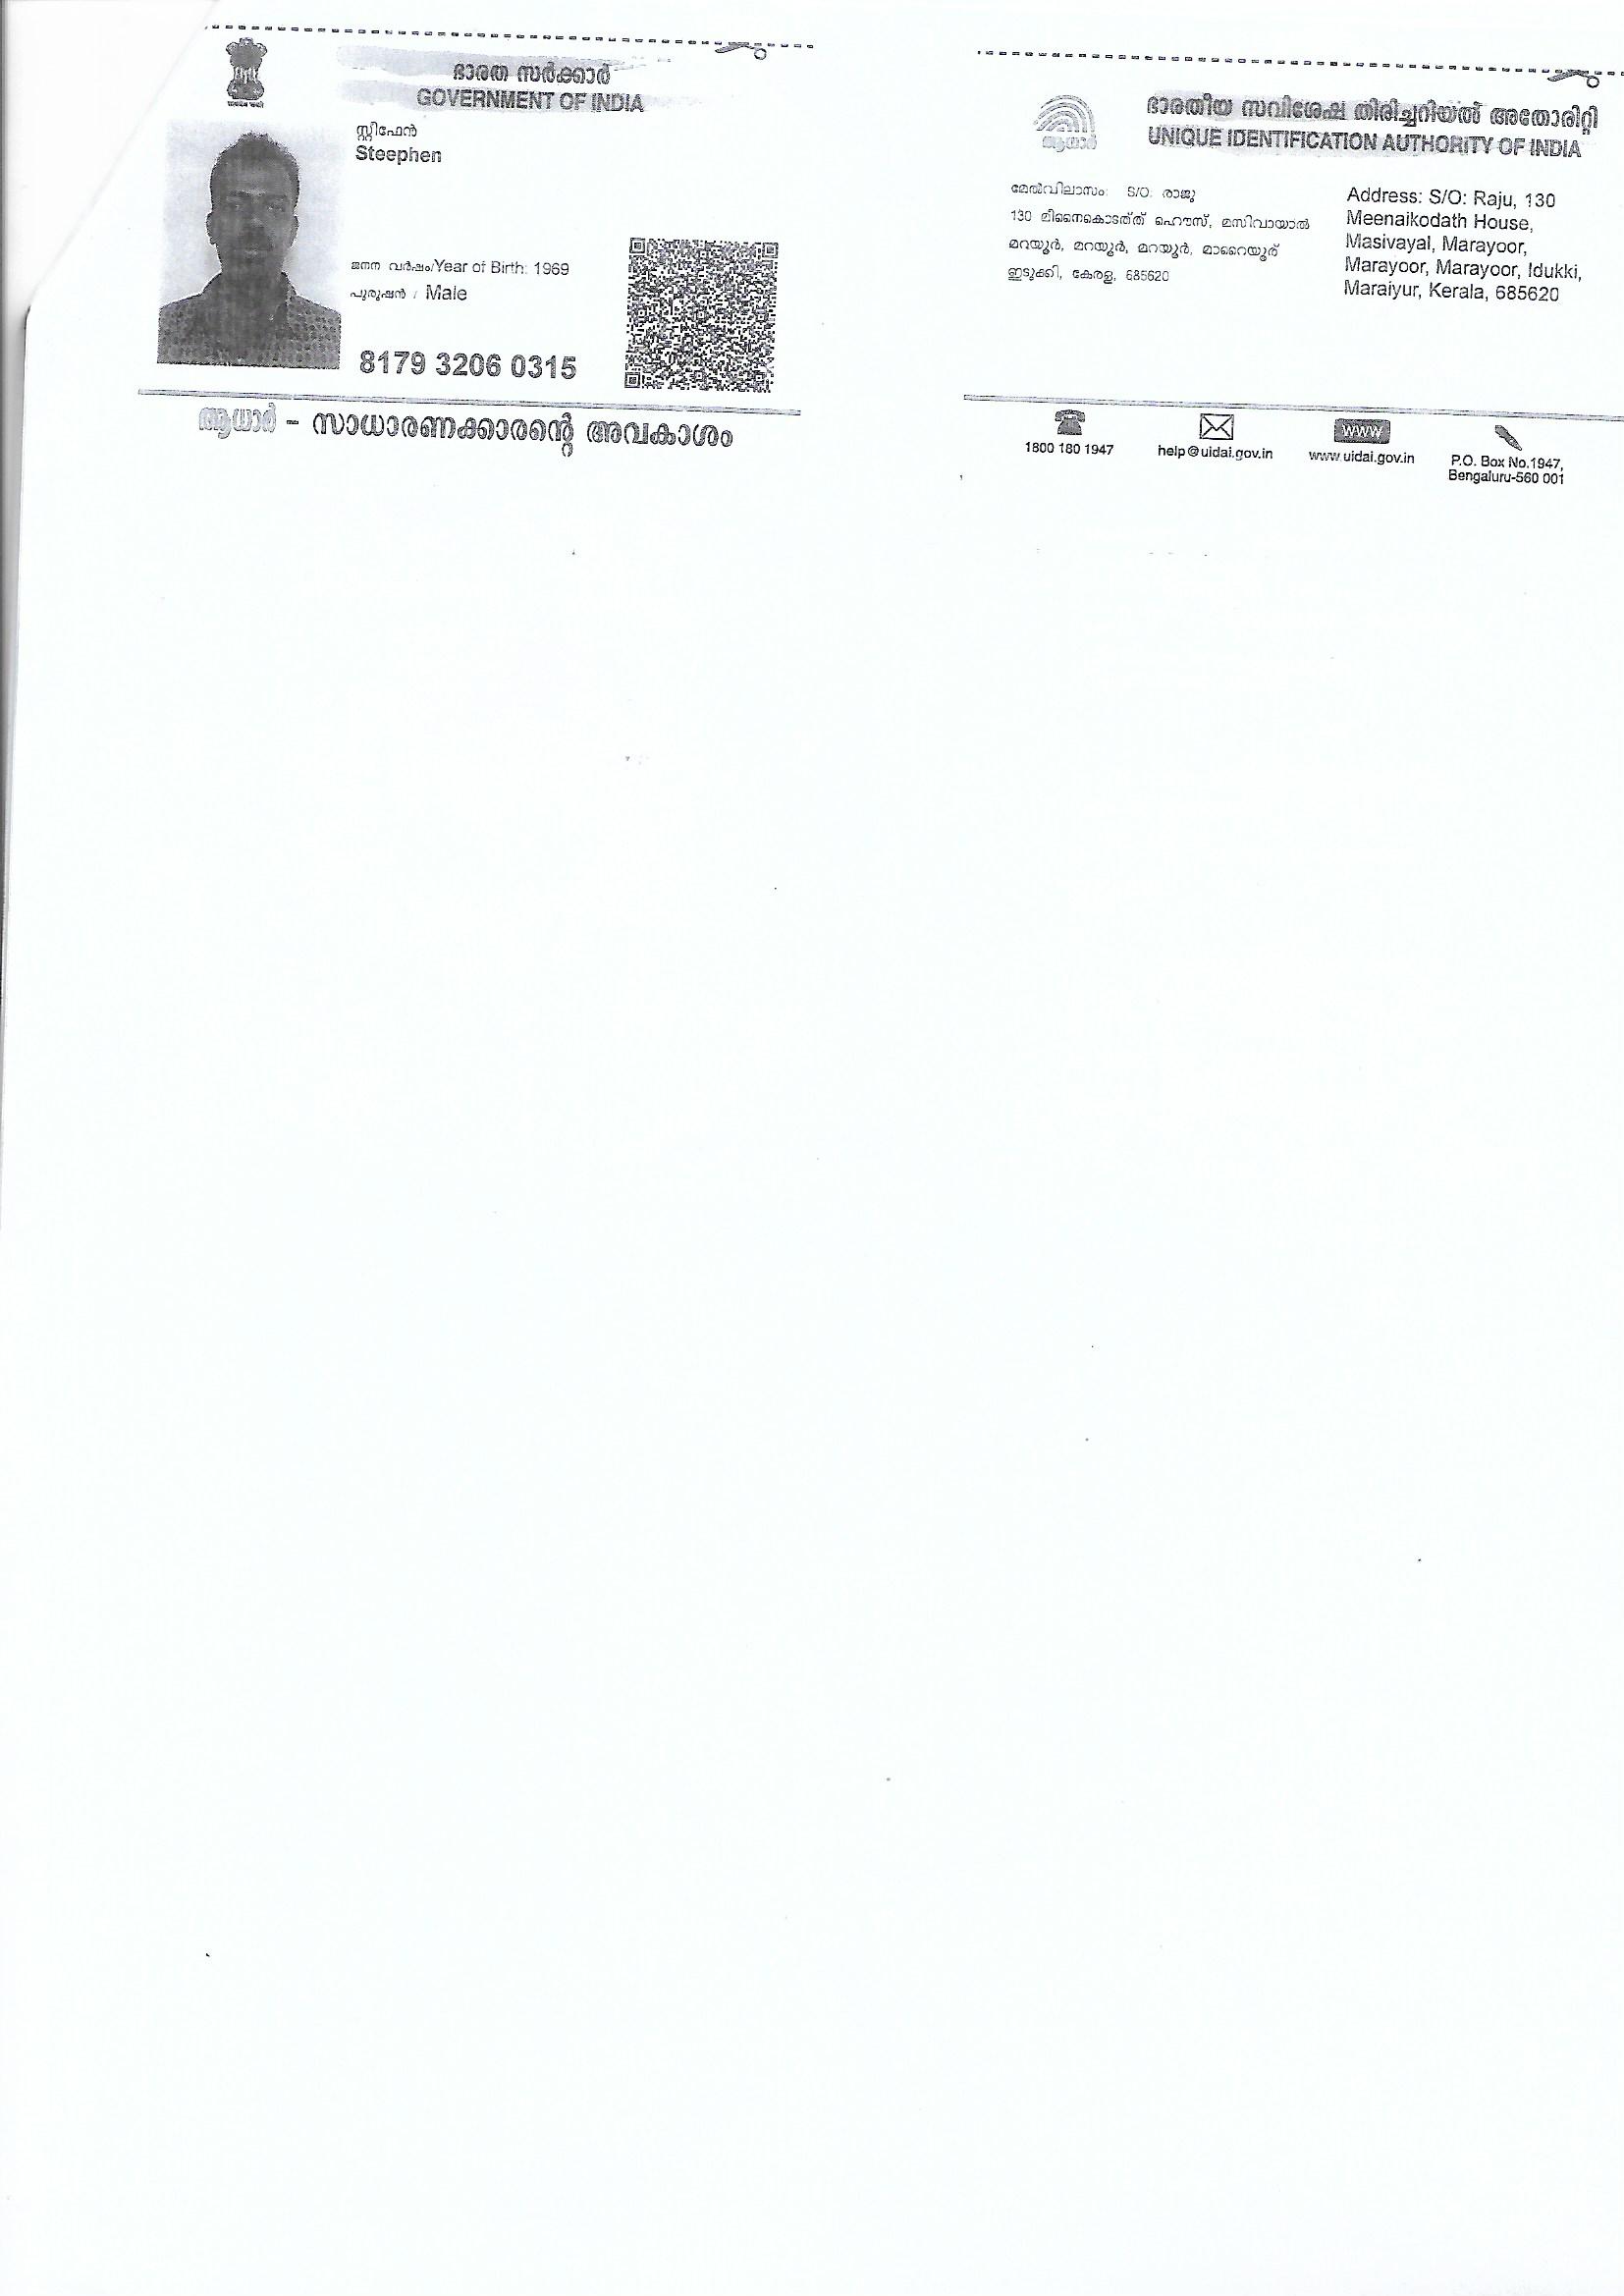 ഭാരത സർക്കാർ
GOVERNMENT OF INDIA
സ്റ്റീഫേൻ
Steephen
ജനന വർഷം/Year of Birth: 1969
പുരുഷൻ / Male
8179 3206 0315
ആധാർ - സാധാരണക്കാരന്റെ അവകാശം
ഭാരതീയ സവിശേഷ തിരിച്ചറിയൽ അതോരിറ്റി
UNIQUE IDENTIFICATION AUTHORITY OF INDIA
ആധാർ
മേൽവിലാസം: S/O: രാജു
130 മീനൈകൊടത്ത് ഹൌസ്, മസിവായാൽ
മറയൂർ, മറയൂർ, മറയൂർ, മാറൈയൂര്
ഇടുക്കി, കേരള, 685620
Address: S/O: Raju, 130
Meenaikodath House,
Masivayal, Marayoor,
Marayoor, Marayoor, Idukki,
Maraiyur, Kerala, 685620
1800 180 1947
help@uidai.gov.in
WWW
www.uidai.gov.in
P.O. Box No.1947,
Bengaluru-560 001